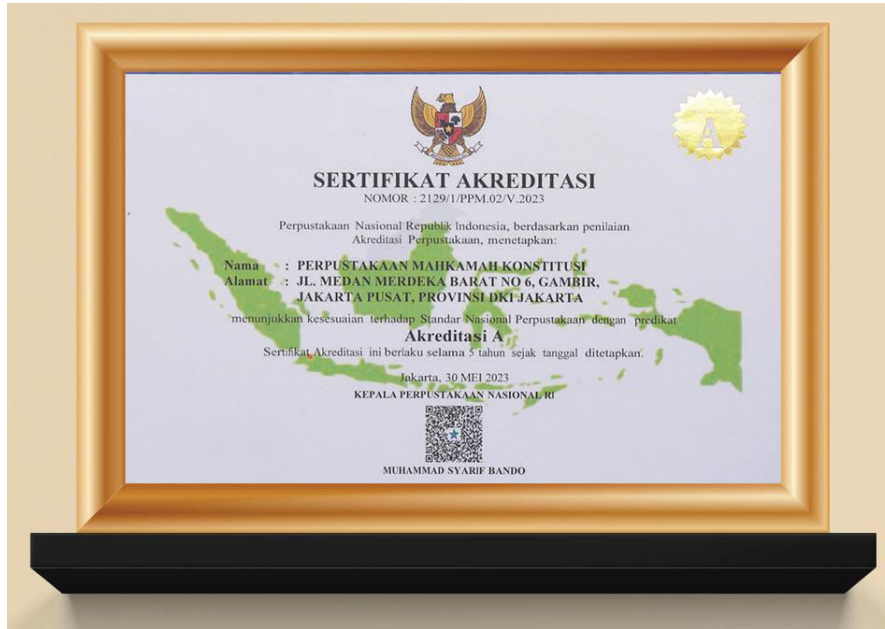 A
SERTIFIKAT AKREDITASI
NOMOR : 2129/1/PPM.02/V.2023
Perpustakaan Nasional Republik Indonesia, berdasarkan penilaian
Akreditasi Perpustakaan, menetapkan:
Nama : PERPUSTAKAAN MAHKAMAH KONSTITUSI
Alamat : JL. MEDAN MERDEKA BARAT NO 6, GAMBIR,
JAKARTA PUSAT, PROVINSI DKI JAKARTA
menunjukkan kesesuaian terhadap Standar Nasional Perpustakaan dengan predikat
Akreditasi A
Sertifikat Akreditasi ini berlaku selama 5 tahun sejak tanggal ditetapkan.
Jakarta, 30 MEI 2023
KEPALA PERPUSTAKAAN NASIONAL RI
MUHAMMAD SYARIF BANDO